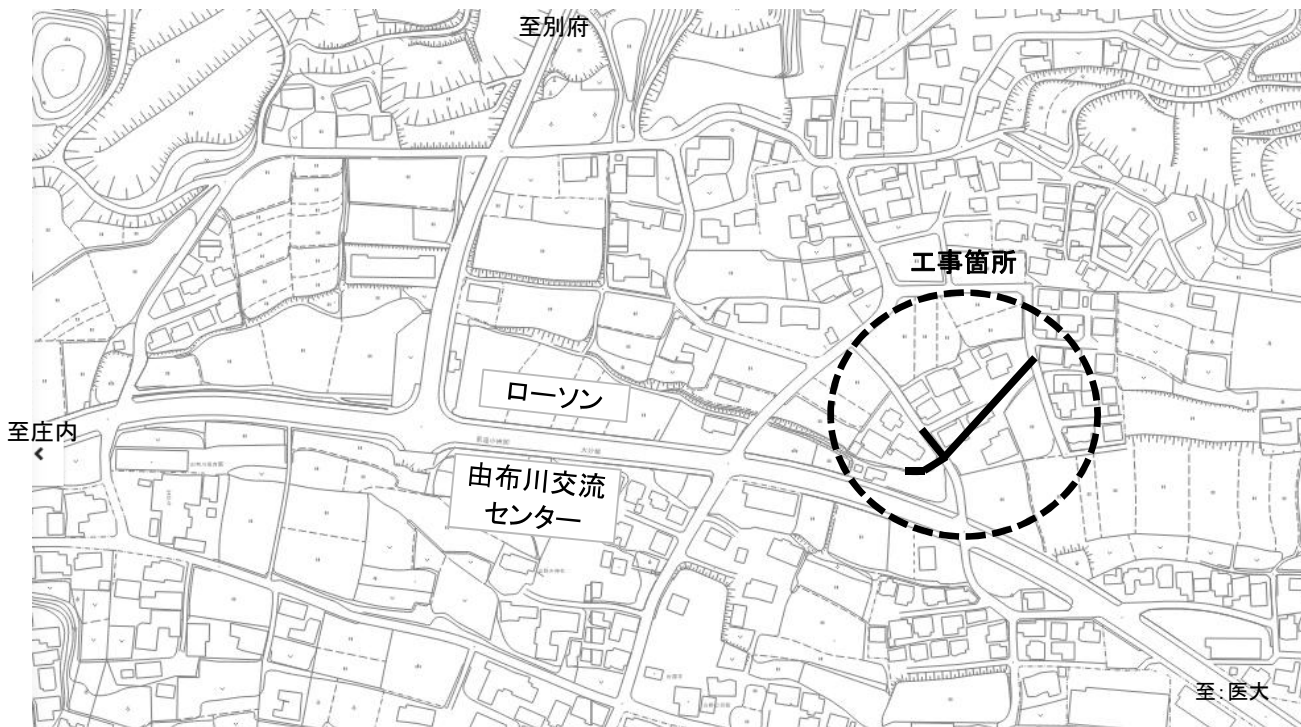 至別府
工事箇所
ローソン
至庄内
由布川交流
センター
至：医大